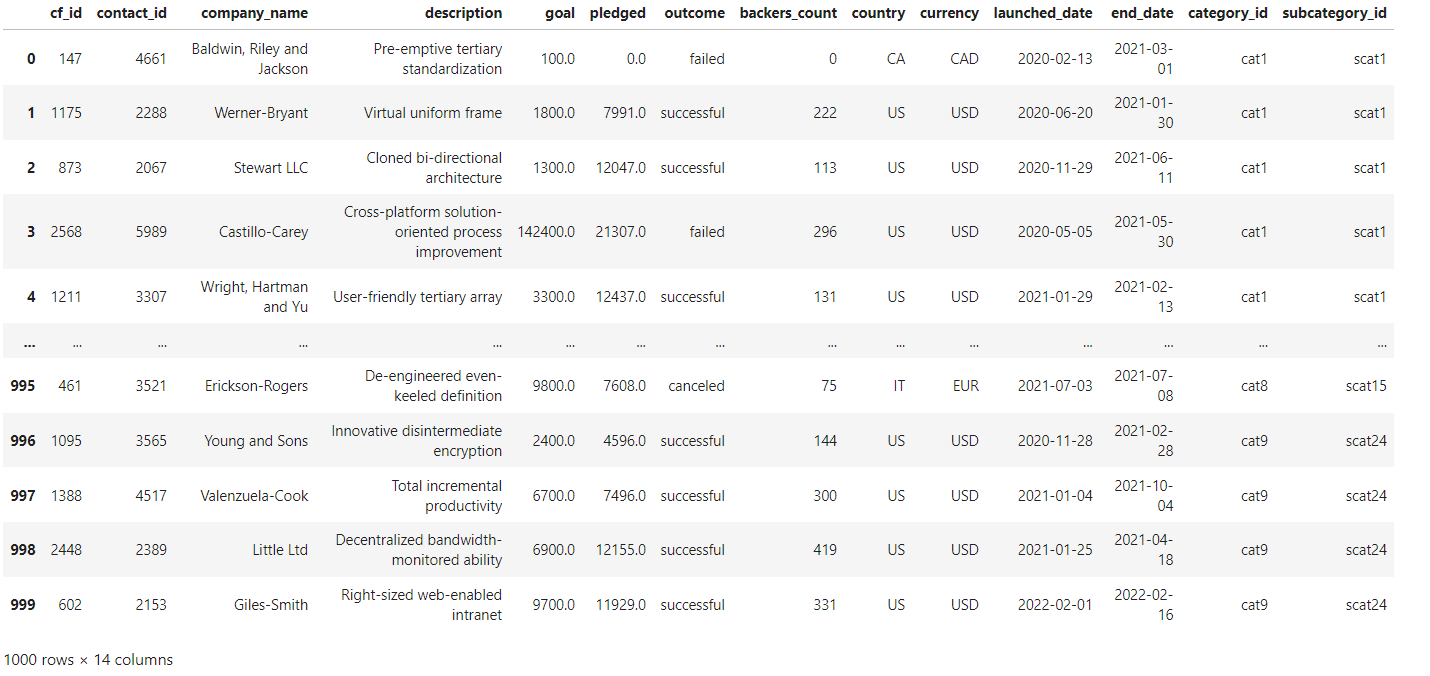 cf_id contact_id company_name description goal pledged outcome backers_count country currency launched_date end_date category_id subcategory_id
0 147 4661 Baldwin, Riley and Jackson Pre-emptive tertiary standardization 100.0 0.0 failed 0 CA CAD 2020-02-13 2021-03-01 cat1 scat1
1 1175 2288 Werner-Bryant Virtual uniform frame 1800.0 7991.0 successful 222 US USD 2020-06-20 2021-01-30 cat1 scat1
2 873 2067 Stewart LLC Cloned bi-directional architecture 1300.0 12047.0 successful 113 US USD 2020-11-29 2021-06-11 cat1 scat1
3 2568 5989 Castillo-Carey Cross-platform solution-oriented process improvement 142400.0 21307.0 failed 296 US USD 2020-05-05 2021-05-30 cat1 scat1
4 1211 3307 Wright, Hartman and Yu User-friendly tertiary array 3300.0 12437.0 successful 131 US USD 2021-01-29 2021-02-13 cat1 scat1
... ... ... ... ... ... ... ... ... ... ... ... ... ... ...
995 461 3521 Erickson-Rogers De-engineered even-keeled definition 9800.0 7608.0 canceled 75 IT EUR 2021-07-03 2021-07-08 cat8 scat15
996 1095 3565 Young and Sons Innovative disintermediate encryption 2400.0 4596.0 successful 144 US USD 2020-11-28 2021-02-28 cat9 scat24
997 1388 4517 Valenzuela-Cook Total incremental productivity 6700.0 7496.0 successful 300 US USD 2021-01-04 2021-10-04 cat9 scat24
998 2448 2389 Little Ltd Decentralized bandwidth-monitored ability 6900.0 12155.0 successful 419 US USD 2021-01-25 2021-04-18 cat9 scat24
999 602 2153 Giles-Smith Right-sized web-enabled intranet 9700.0 11929.0 successful 331 US USD 2022-02-01 2022-02-16 cat9 scat24
1000 rows × 14 columns